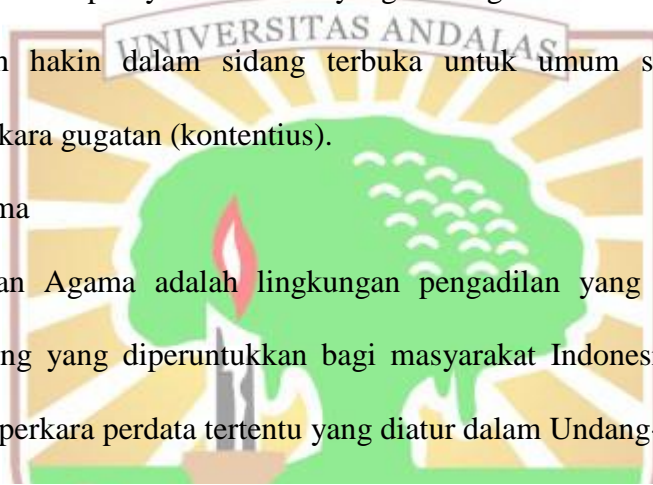 UNIVERSITAS ANDALAS
hakin dalam sidang terbuka untuk umum
kara gugatan (kontentius).
ma
an Agama adalah lingkungan pengadilan yang
ng yang diperuntukkan bagi masyarakat Indonesi
perkara perdata tertentu yang diatur dalam Undang-